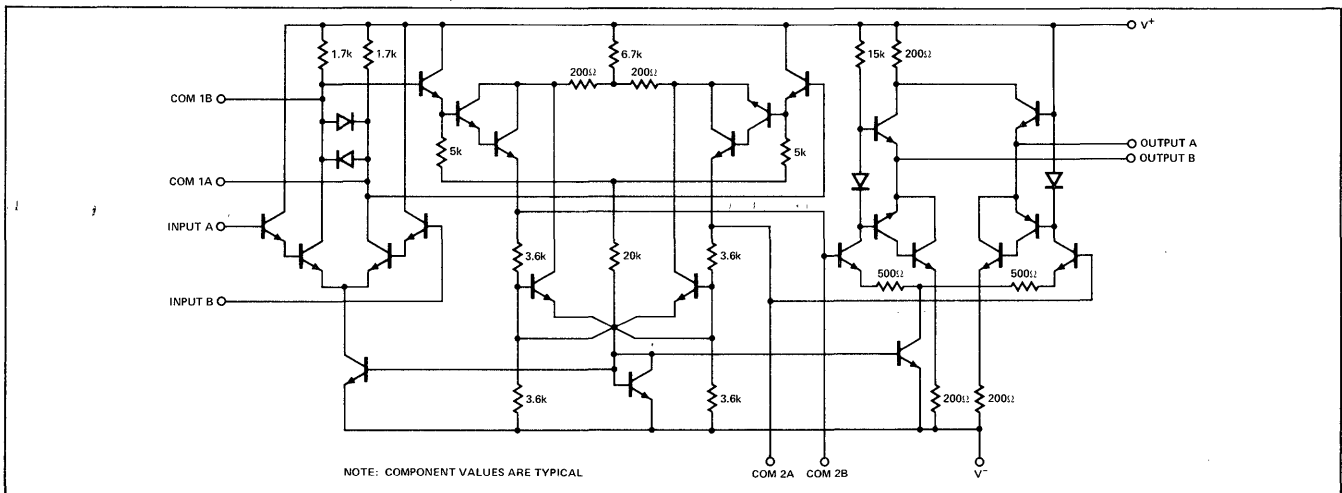 V+
1.7k 1.7k 6.7k 15k 200Ω
200Ω 200Ω
COM 1B
OUTPUT A
5k 5k
OUTPUT B
COM 1A
INPUT A
3.6k 20k 3.6k
500Ω 500Ω
INPUT B
3.6k 3.6k 200Ω 200Ω
NOTE: COMPONENT VALUES ARE TYPICAL
COM 2A COM 2B V-